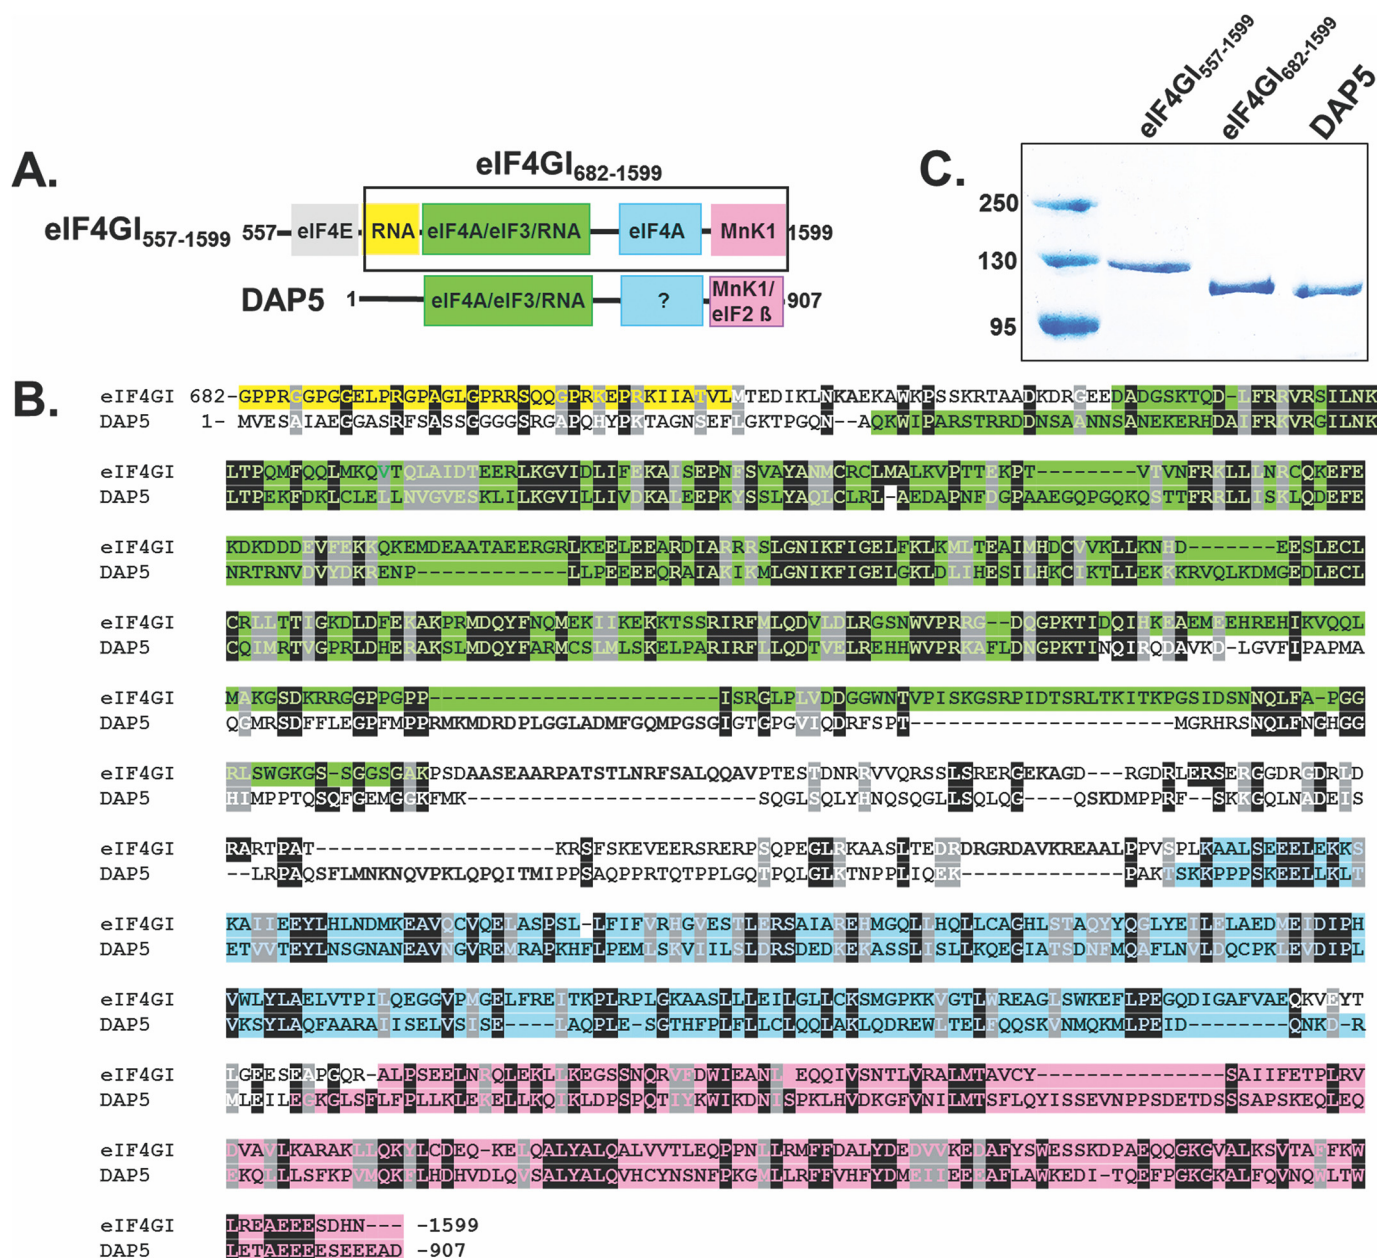 eIF4GI557-1599
eIF4GI682-1599
DAP5
A.
eIF4GI682-1599
C.
250
130
95
eIF4GI557-1599 557 eIF4E RNA eIF4A/eIF3/RNA eIF4A MnK1 1599
DAP5 1 eIF4A/eIF3/RNA ? MnK1/eIF2 ß 907
B.
eIF4GI 682-GPPRGGPGGELPRGPAGLGPRRSQQGPRKEPRKIIATVLMTEDIKLNKAEKAWKPSSKRTAADKDRGEEDADGSKTQD-LFRRVRSILNK
DAP5 1- MVESAIAEGGASRFSASSGGGGSRGAPQHYPKTAGNSEFLGKTPGQN--AQKWIPARSTRRDDNSAANNSANEKERHDAIFRKVRGILNK
eIF4GI LTPQMFQQLMKQVTQLAIDTEERLKGVIDLIFEKAISEPNFSVAYANMCRCLMALKVPTTEKPT--------VTVNFRKLLLNRCQKEFE
DAP5 LTPEKFDKLCLELLNVGVESKLILKGVILLIVDKALEEPKYSSLYAQLCLRL-AEDAPNFDGPAAEGQPGQKQSTTFRRLLISKLQDEFE
eIF4GI KDKDDDEVFEKKQKEMDEAATAEERGRLKEELEEARDIARRRSLGNIKFIGELFKLKMLTEAIMHDCVVKLLKNHD-------EESLECL
DAP5 NRTRNVDVYDKRENP------------LLPEEEEQRAIAKIKMLGNIKFIGELGKLDLIHESILHKCIKTLLEKKKRVQLKDMGEDLECL
eIF4GI CRLLTTIGKDLDFEKAKPRMDQYFNQMEKIIKEKKTSSRIRFMLQDVLDLRGSNWVPRRG--DQGPKTIDQIHKEAEMEEHREHIKVQQL
DAP5 CQIMRTVGPRLDHERAKSLMDQYFARMCSLMLSKELPARIRFLLQDTVELREHHWVPRKAFLDNGPKTINQIRQDAVKD-LGVFIPAPMA
eIF4GI MAKGSDKRRGGPPGPP-----------------------ISRGLPLVDDGGWNTVPISKGSRPIDTSRLTKITKPGSIDSNNQLFA-PGG
DAP5 QGMRSDFFLEGPFMPPRMKMDRDPLGGLADMFGQMPGSGIGTGPGVIQDRFSPT---------------------MGRHRSNQLFNGHGG
eIF4GI RLSWGKGS-SGGSGAKPSDAASEAARPATSTLNRFSALQQAVPTESTDNRRVVQRSSLSRERGEKAGD---RGDRLERSERGGDRGDRLD
DAP5 HIMPPTQSQFGEMGGKFMK-----------------------SQGLSQLYHNQSQGLLSQLQG----QSKDMPPRF--SKKGQLNADEIS
eIF4GI RARTPAT-------------------KRSFSKEVEERSRERPSQPEGLRKAASLTEDRDRGRDAVKREAALPPVSPLKAALSEEELEKKS
DAP5 --LRPAQSFLMNKNQVPKLQPQITMIPPSAQPPRTQTPPLGQTPQLGLKTNPPLIQEK-------------PAKTSKKPPPSKEELLKLT
eIF4GI KAIIEEYLHLNDMKEAVQCVQELASPSL-LFIFVRHGVESTLERSAIAREHMGQLLHQLLCAGHLSTAQYYQGLYEILELAEDMEIDIPH
DAP5 ETVVTEYLNSGNANEAVNGVREMRAPKHFLPEMLSKVIILSLDRSDEDKEKASSLISLLKQEGIATSDNFMQAFLNVLDQCPKLEVDIPL
eIF4GI VWLYLAELVTPILQEGGVPMGELFREITKPLRPLGKAASLLLEILGLLCKSMGPKKVGTLWREAGLSWKEFLPEGQDIGAFVAEQKVEYT
DAP5 VKSYLAQFAARAIISELVSISE----LAQPLE-SGTHFPLFLLCLQQLAKLQDREWLTELFQQSKVNMQKMLPEID--------QNKD-R
eIF4GI LGEESEAPGQR-ALPSEELNRQLEKLLKEGSSNQRVFDWIEANL EQQIVSNTLVRALMTAVCY---------------SAIIFETPLRV
DAP5 MLEILEGKGLSFLFPLLKLEKELLKQIKLDPSPQTIYKWIKDNISPKLHVDKGFVNILMTSFLQYISSEVNPPSDETDSSSAPSKEQLEQ
eIF4GI DVAVLKARAKLLQKYLCDEQ-KELQALYALQALVVTLEQPPNLLRMFFDALYDEDVVKEDAFYSWESSKDPAEQQGKGVALKSVTAFFKW
DAP5 EKQLLLSFKPVMQKFLHDHVDLQVSALYALQVHCYNSNFPKGMLLRFFVHFYDMEIIEEEAFLAWKEDI-TQEFPGKGKALFQVNQWLTW
eIF4GI LREAEEESDHN--- -1599
DAP5 LETAEEEESEEEAD -907